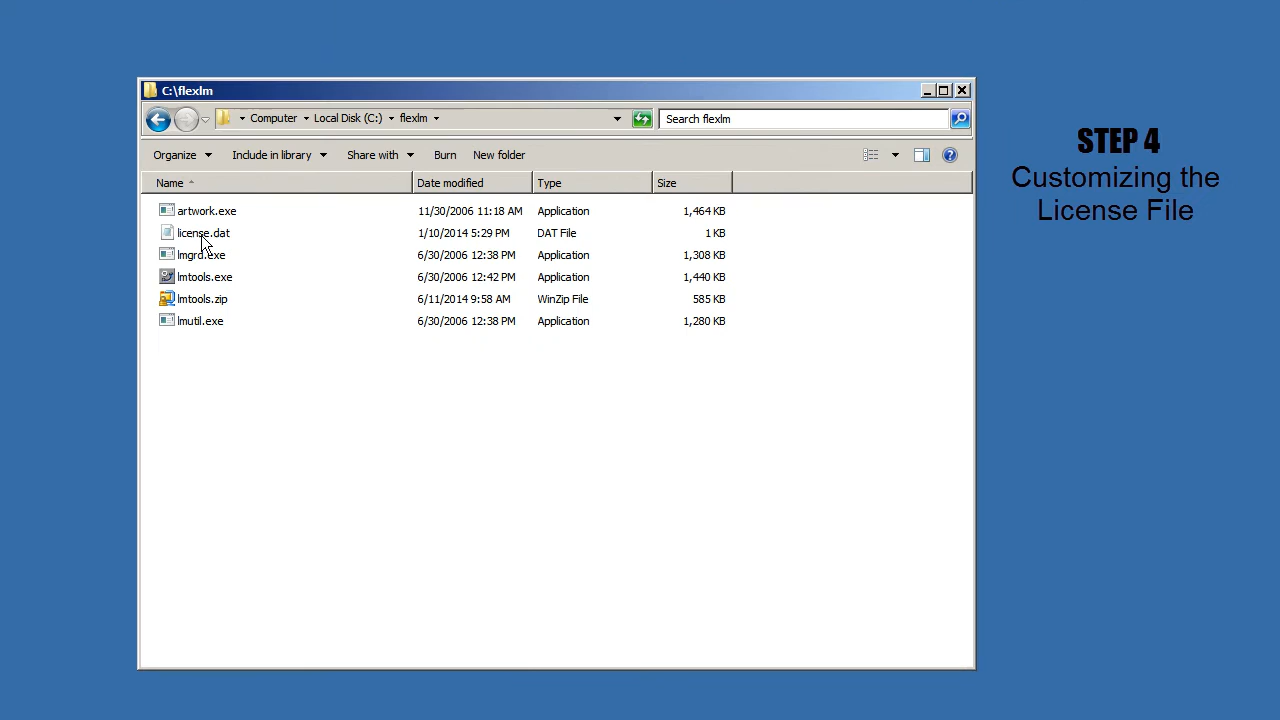 C:\flexlm
Computer Local Disk (C:) flexlm
Search flexlm
Organize Include in library Share with Burn New folder
Name Date modified Type Size
artwork.exe 11/30/2006 11:18 AM Application 1,464 KB
license.dat 1/10/2014 5:29 PM DAT File 1 KB
lmgrd.exe 6/30/2006 12:38 PM Application 1,308 KB
lmtools.exe 6/30/2006 12:42 PM Application 1,440 KB
lmtools.zip 6/11/2014 9:58 AM WinZip File 585 KB
lmutil.exe 6/30/2006 12:38 PM Application 1,280 KB
STEP 4
Customizing the
License File